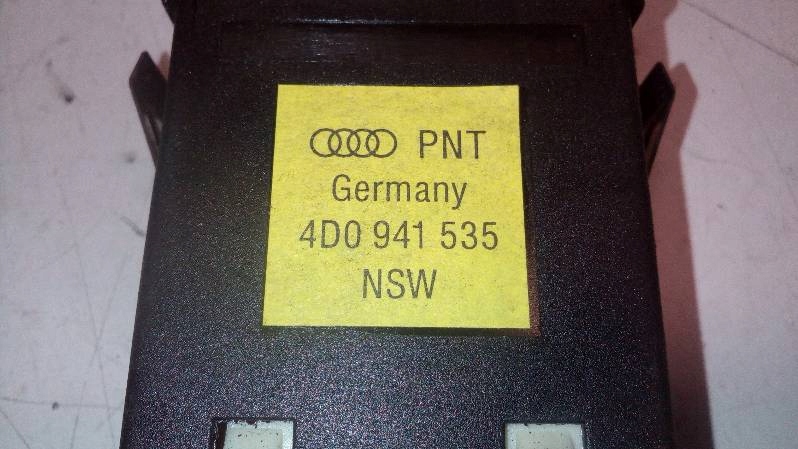 PNT
Germany
4D0 941 535
NSW